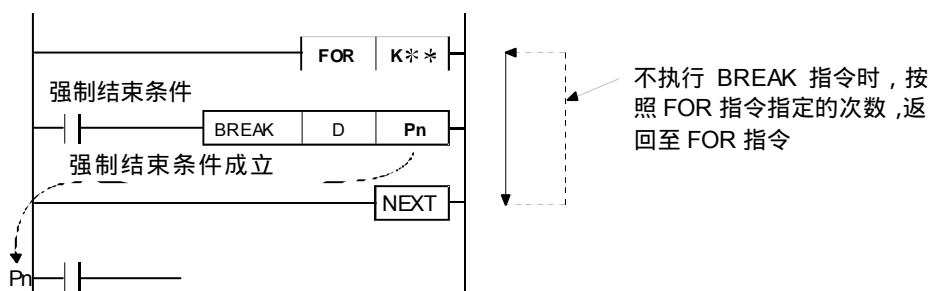 FOR K＊＊
强制结束条件
BREAK D Pn
强制结束条件成立
NEXT
Pn
不执行 BREAK 指令时，按
照 FOR 指令指定的次数，返
回至 FOR 指令